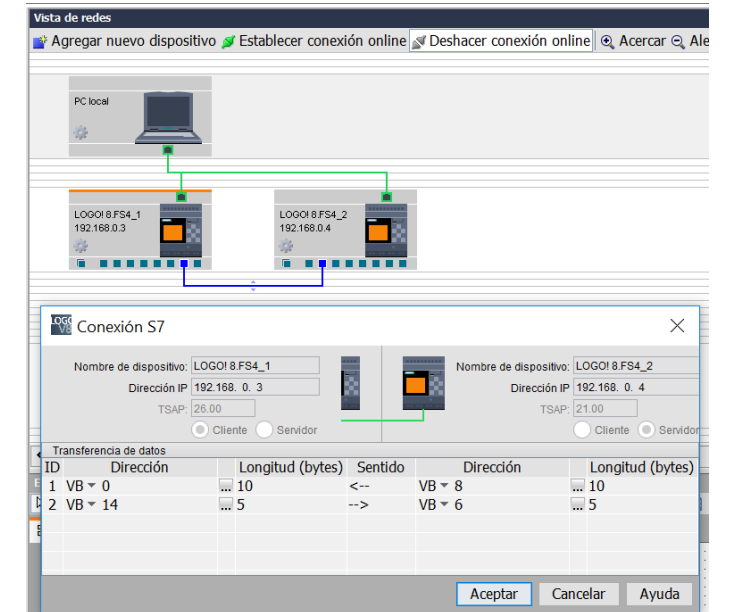 Vista de redes
Agregar nuevo dispositivo Establecer conexión online Deshacer conexión online Acercar Ale
PC local
LOGO! 8.FS4_1
192.168.0.3
LOGO! 8.FS4_2
192.168.0.4
LOGO V8 Conexión S7
Nombre de dispositivo: LOGO! 8.FS4_1
Dirección IP 192.168. 0. 3
TSAP: 26.00
Cliente Servidor
Nombre de dispositivo: LOGO! 8.FS4_2
Dirección IP 192.168. 0. 4
TSAP: 21.00
Cliente Servidor
Transferencia de datos
ID Dirección Longitud (bytes) Sentido Dirección Longitud (bytes)
1 VB 0 ... 10 <-- VB 8 ... 10
2 VB 14 ... 5 --> VB 6 ... 5
Aceptar Cancelar Ayuda